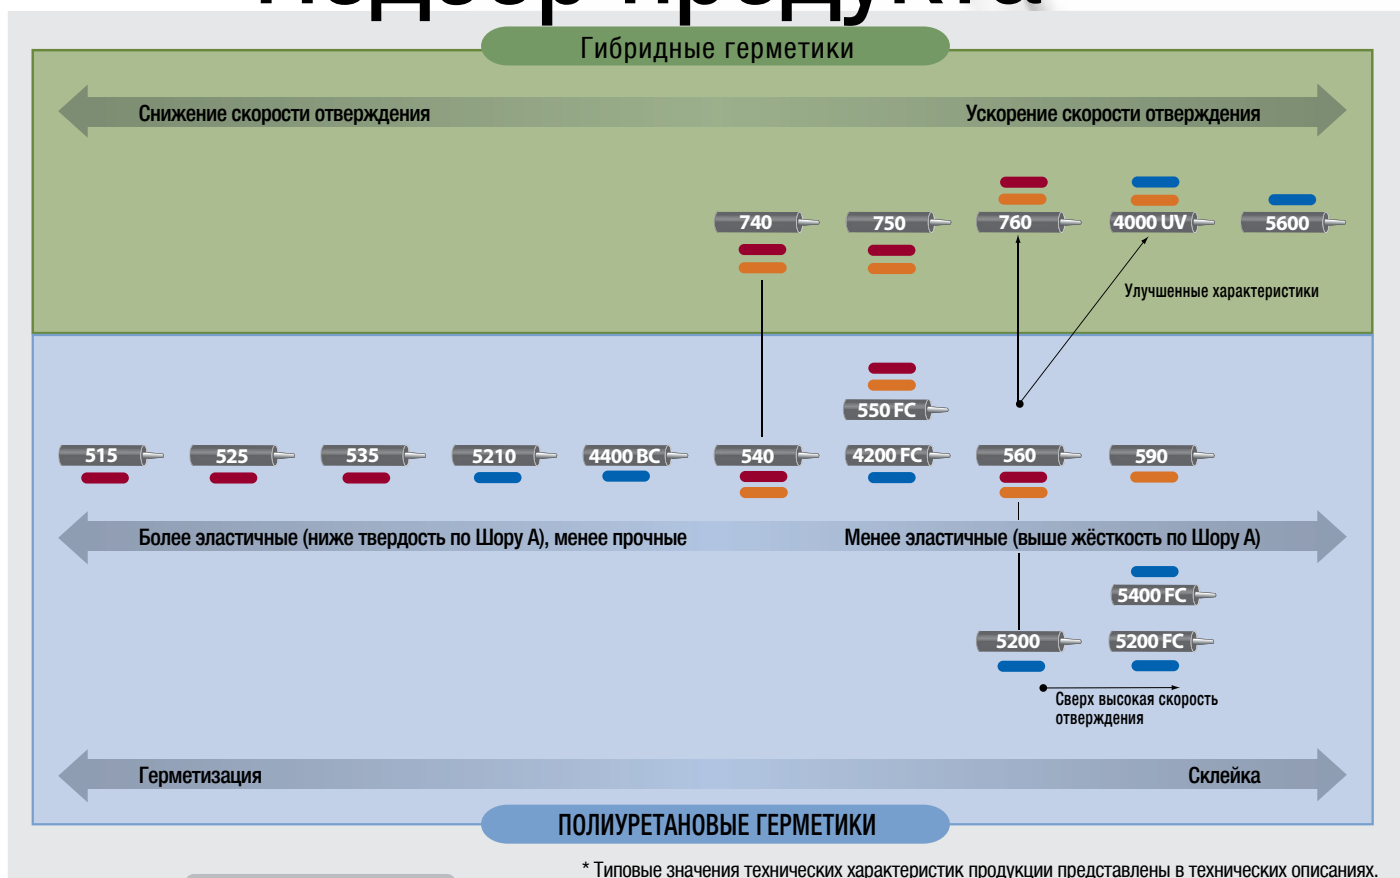 Подбор продукта
Гибридные герметики
Снижение скорости отверждения
Ускорение скорости отверждения
740
750
760
4000 UV
5600
Улучшенные характеристики
550 FC
515
525
535
5210
4400 BC
540
4200 FC
560
590
Более эластичные (ниже твердость по Шору А), менее прочные
Менее эластичные (выше жёсткость по Шору А)
5400 FC
5200
5200 FC
Сверх высокая скорость
отверждения
Герметизация
Склейка
ПОЛИУРЕТАНОВЫЕ ГЕРМЕТИКИ
* Типовые значения технических характеристик продукции представлены в технических описаниях.